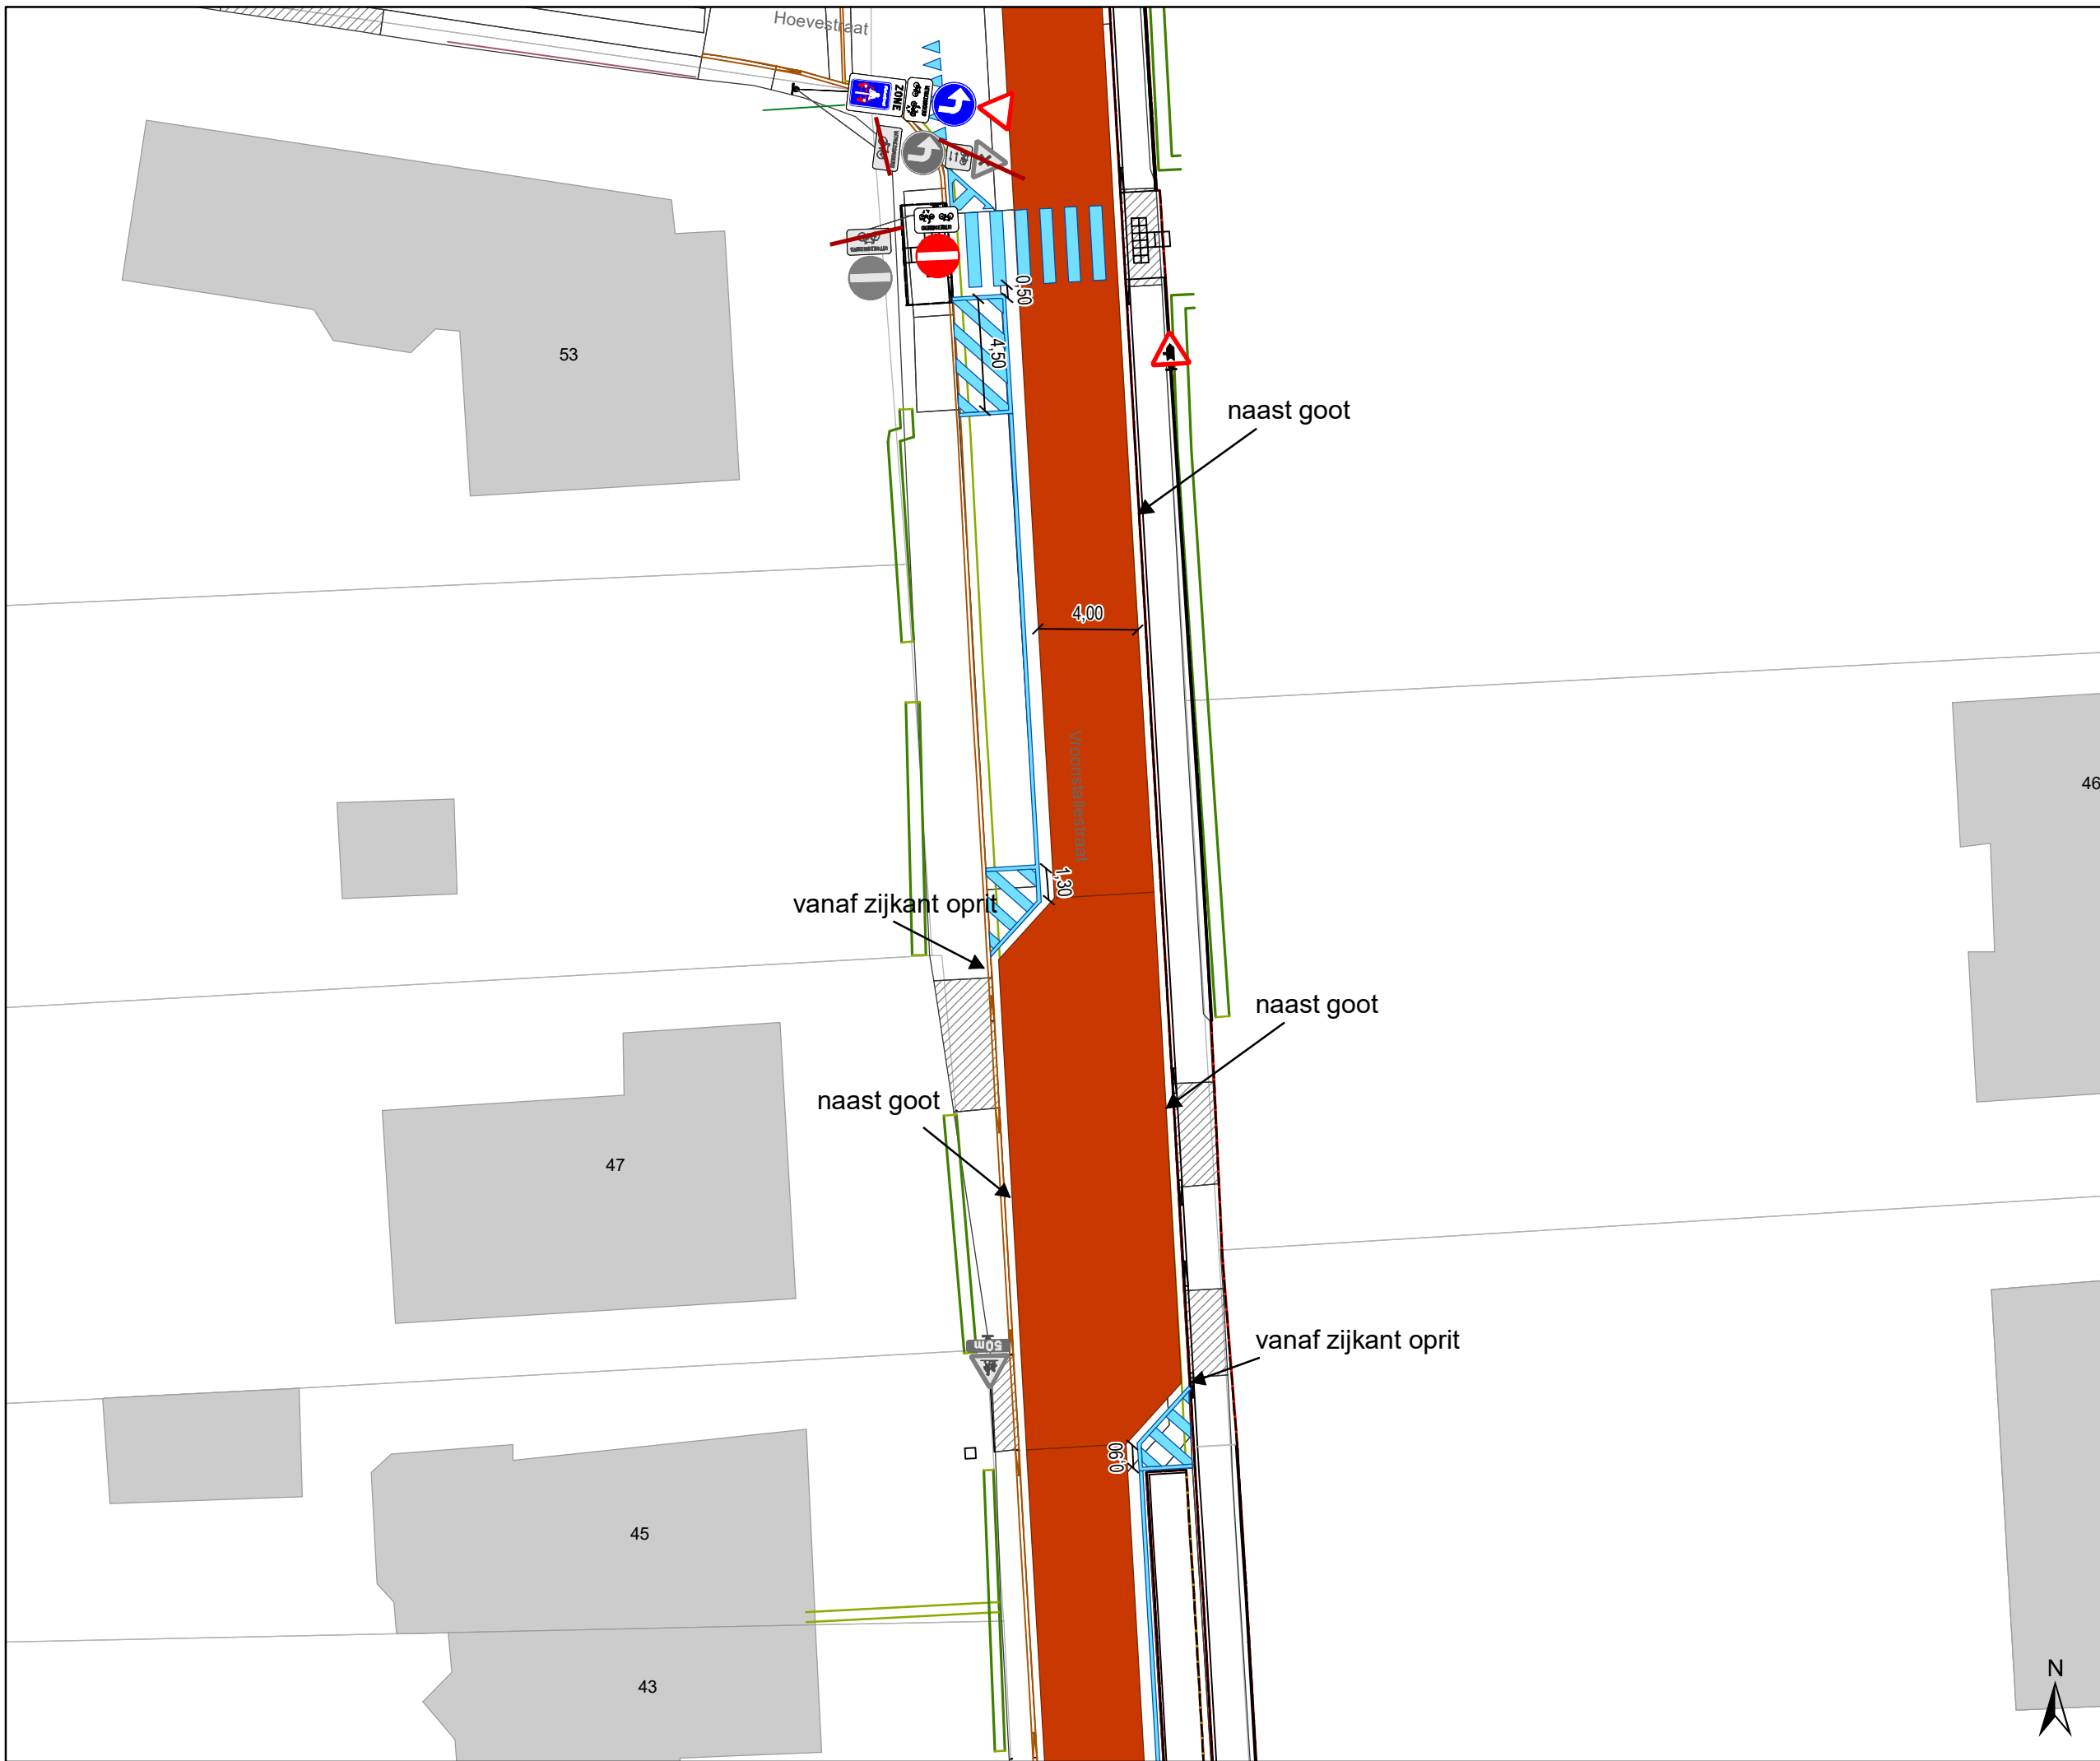 Hoevestraat
ZONE
0,50
4,50
53
naast goot
4,00
Vroonstallestraat
46
1,30
vanaf zijkant oprit
naast goot
naast goot
47
50m
vanaf zijkant oprit
0,90
45
43
N